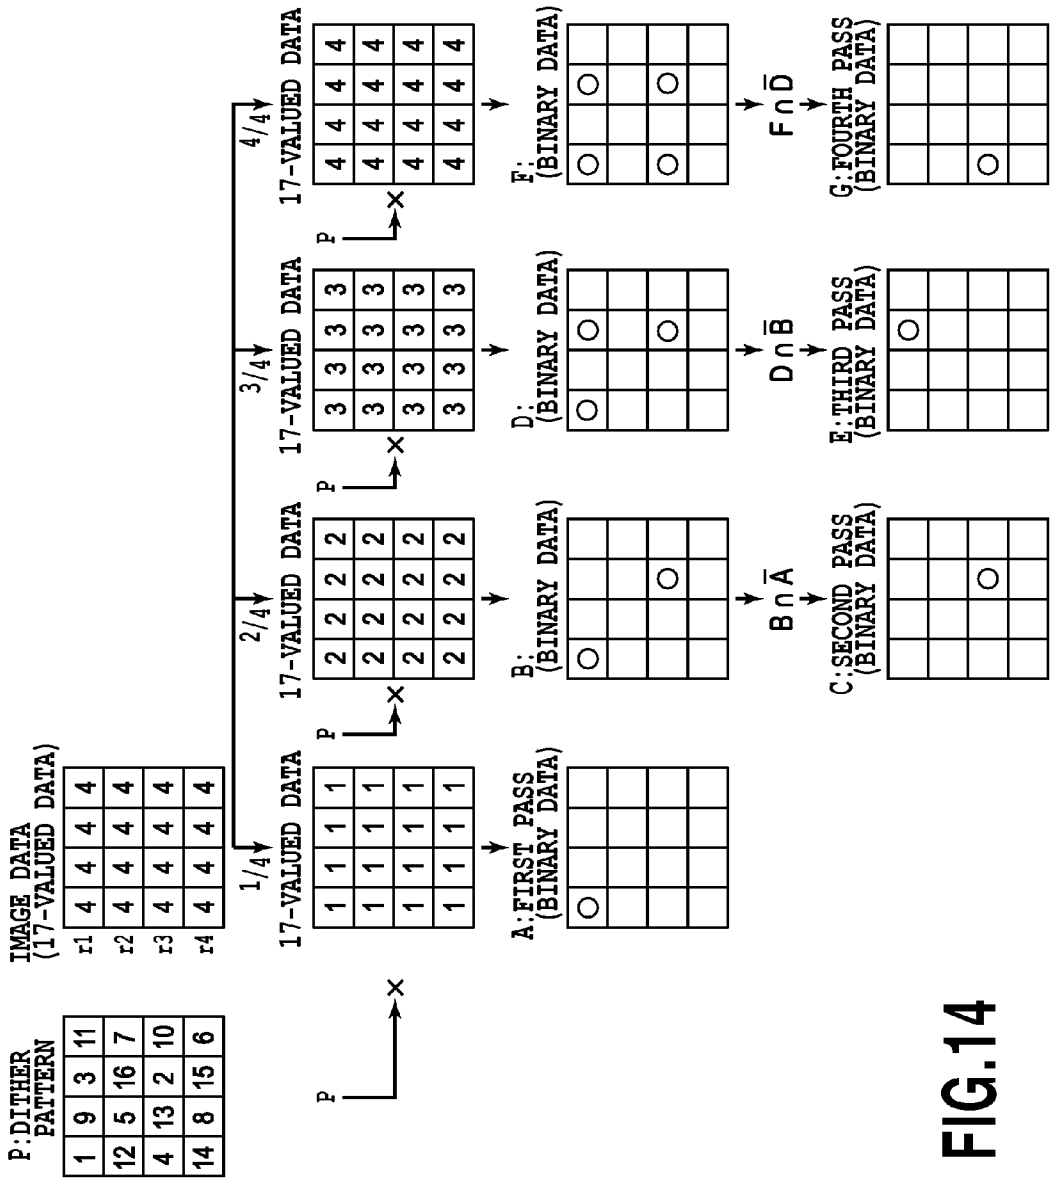 P:DITHER
PATTERN
1 9 3 11
12 5 16 7
4 13 2 10
14 8 15 6
IMAGE DATA
(17-VALUED DATA)
r1 4 4 4 4
r2 4 4 4 4
r3 4 4 4 4
r4 4 4 4 4
1/4
17-VALUED DATA
1 1 1 1
1 1 1 1
1 1 1 1
1 1 1 1
P ×
A:FIRST PASS
(BINARY DATA)
2/4
17-VALUED DATA
2 2 2 2
2 2 2 2
2 2 2 2
2 2 2 2
P ×
B:
(BINARY DATA)
B∩A̅
C:SECOND PASS
(BINARY DATA)
3/4
17-VALUED DATA
3 3 3 3
3 3 3 3
3 3 3 3
3 3 3 3
P ×
D:
(BINARY DATA)
D∩B̅
E:THIRD PASS
(BINARY DATA)
4/4
17-VALUED DATA
4 4 4 4
4 4 4 4
4 4 4 4
4 4 4 4
P ×
F:
(BINARY DATA)
F∩D̅
G:FOURTH PASS
(BINARY DATA)
FIG.14